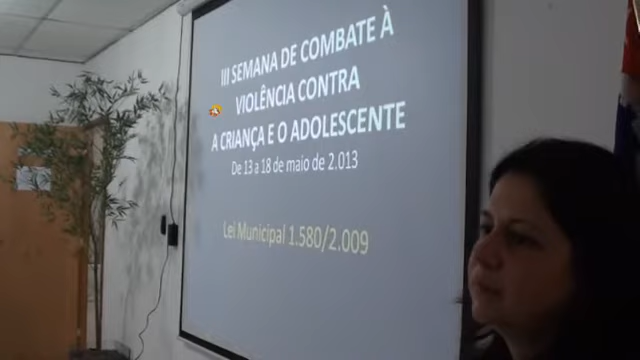 III SEMANA DE COMBATE À
VIOLÊNCIA CONTRA
A CRIANÇA E O ADOLESCENTE
De 13 a 18 de maio de 2.013
Lei Municipal 1.580/2.009